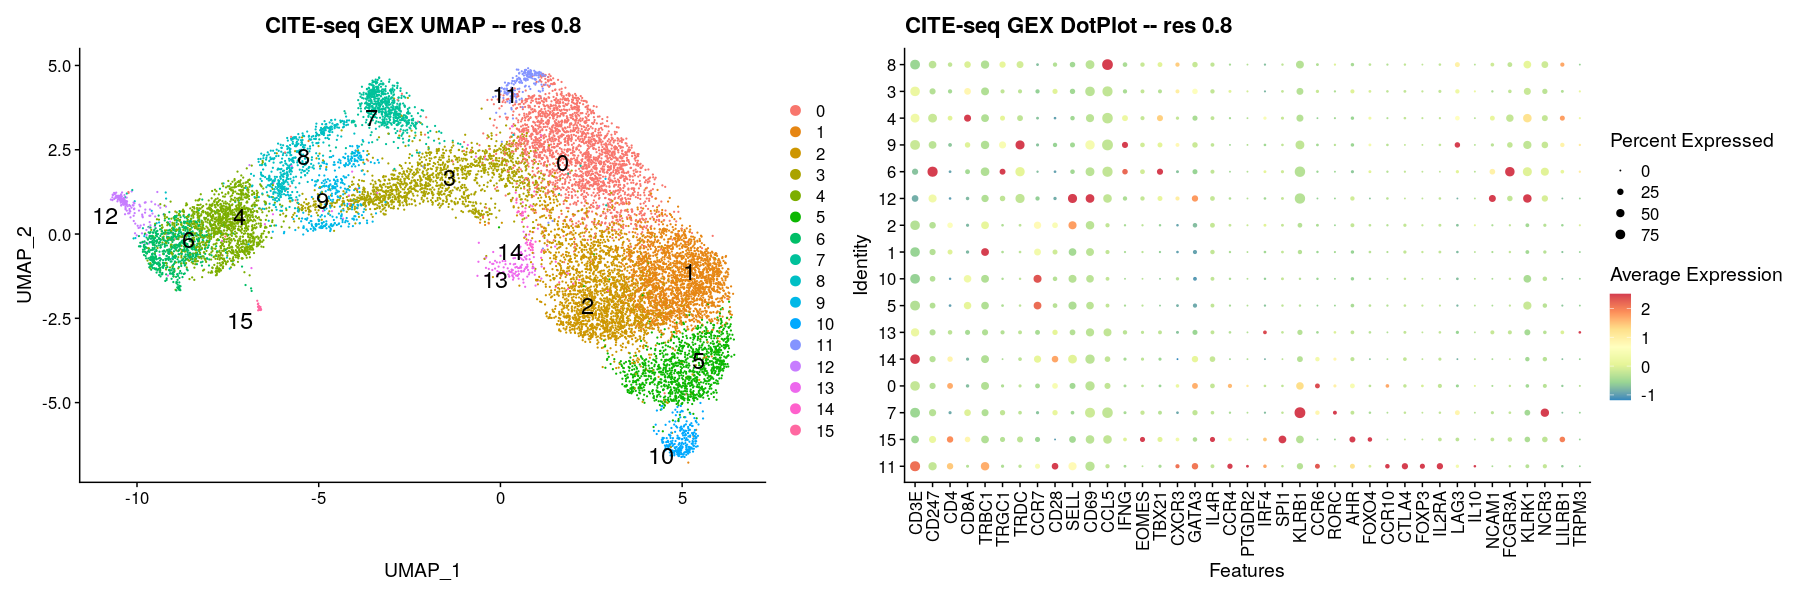 CITE-seq GEX UMAP -- res 0.8
5.0
2.5
0.0
-2.5
-5.0
UMAP_2
-10
-5
0
5
UMAP_1
11
7
0
8
3
9
12
4
6
14
13
1
2
15
5
10
0
1
2
3
4
5
6
7
8
9
10
11
12
13
14
15
CITE-seq GEX DotPlot -- res 0.8
Identity
8
3
4
9
6
12
2
1
10
5
13
14
0
7
15
11
CD3E
CD247
CD4
CD8A
TRBC1
TRGC1
TRDC
CCR7
CD28
SELL
CD69
CCL5
IFNG
EOMES
TBX21
CXCR3
GATA3
IL4R
CCR4
PTGDR2
IRF4
SPI1
KLRB1
CCR6
RORC
AHR
FOXO4
CCR10
CTLA4
FOXP3
IL2RA
LAG3
IL10
NCAM1
FCGR3A
KLRK1
NCR3
LILRB1
TRPM3
Features
Percent Expressed
0
25
50
75
Average Expression
2
1
0
-1